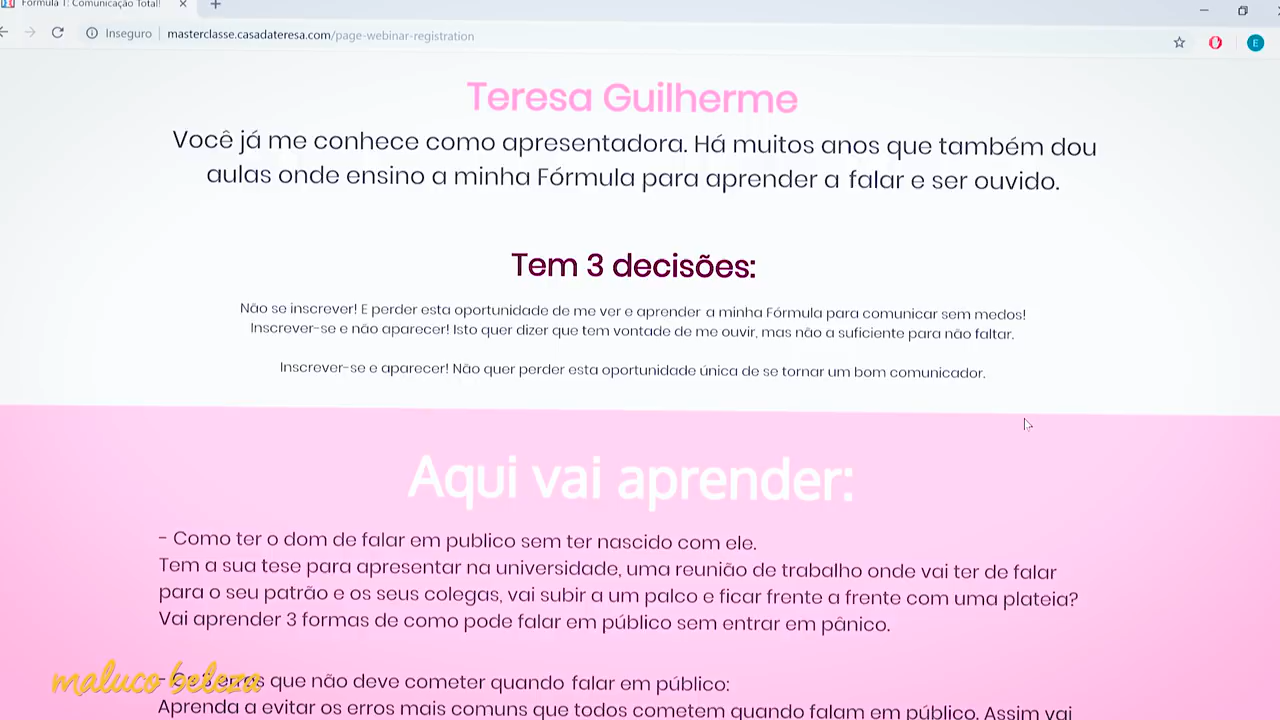 Fórmula 1: Comunicação Total!
Inseguro | masterclasse.casadateresa.com/page-webinar-registration
E
Teresa Guilherme
Você já me conhece como apresentadora. Há muitos anos que também dou
aulas onde ensino a minha Fórmula para aprender a falar e ser ouvido.
Tem 3 decisões:
Não se inscrever! E perder esta oportunidade de me ver e aprender a minha Fórmula para comunicar sem medos!
Inscrever-se e não aparecer! Isto quer dizer que tem vontade de me ouvir, mas não a suficiente para não faltar.
Inscrever-se e aparecer! Não quer perder esta oportunidade única de se tornar um bom comunicador.
Aqui vai aprender:
- Como ter o dom de falar em publico sem ter nascido com ele.
Tem a sua tese para apresentar na universidade, uma reunião de trabalho onde vai ter de falar
para o seu patrão e os seus colegas, vai subir a um palco e ficar frente a frente com uma plateia?
Vai aprender 3 formas de como pode falar em público sem entrar em pânico.
maluco beleza
erros que não deve cometer quando falar em público:
Aprenda a evitar os erros mais comuns que todos cometem quando falam em público. Assim vai